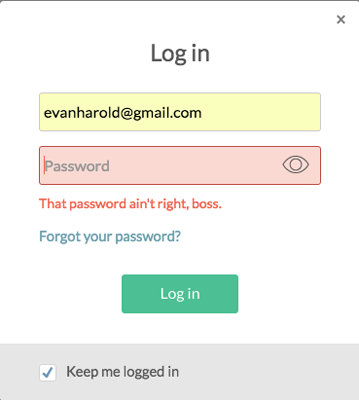 ×
Log in
evanharold@gmail.com
Password
That password ain't right, boss.
Forgot your password?
Log in
Keep me logged in